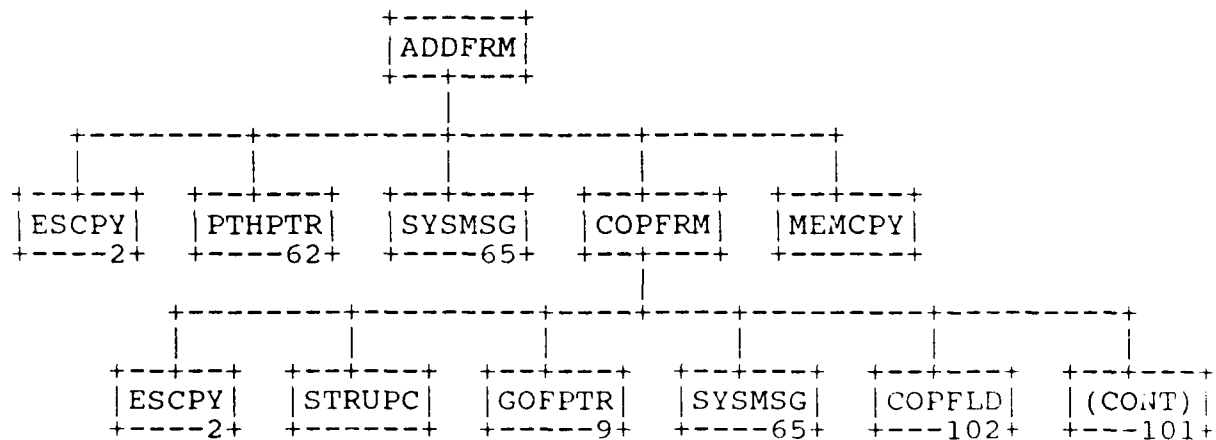 ADDFRM
ESCPY PTHPTR SYSMSG COPFRM MEMCPY
2 62 65
ESCPY STRUPC GOFPTR SYSMSG COPFLD (CONT)
2 9 65 102 101